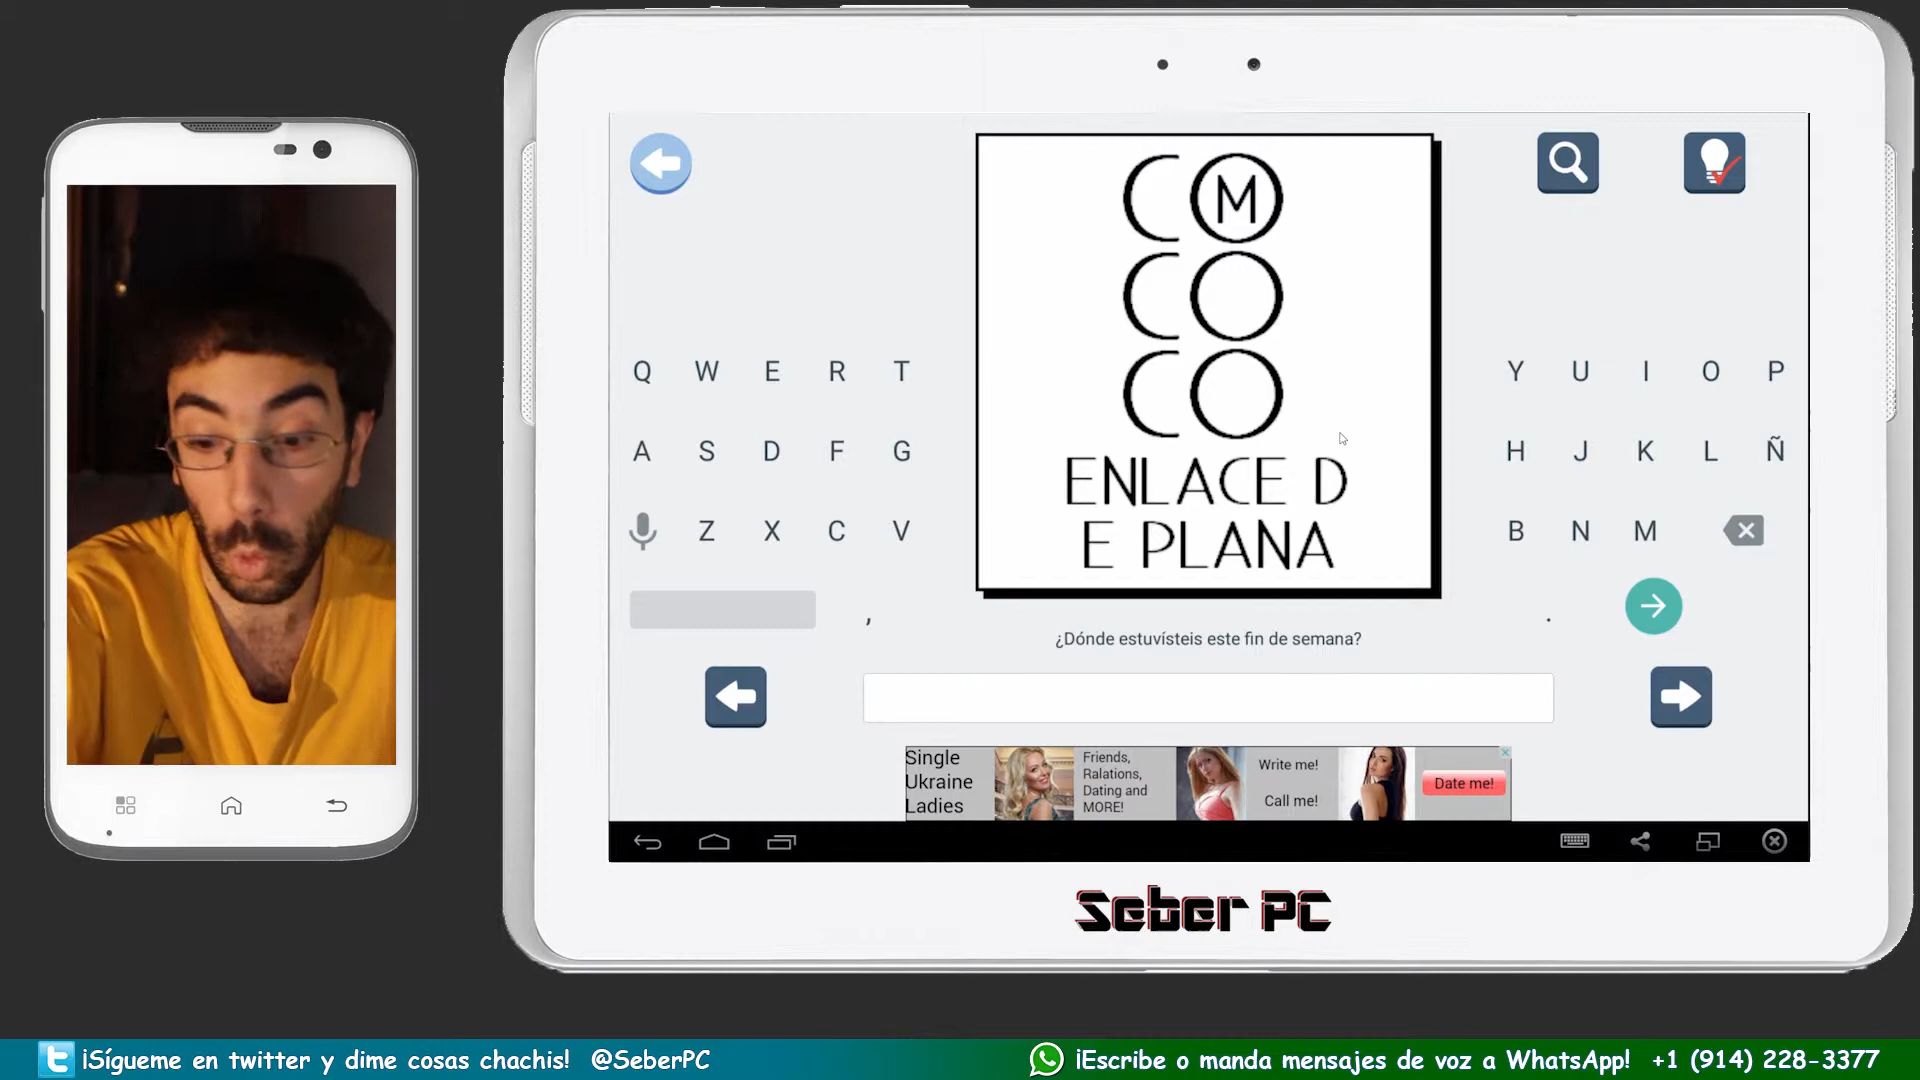 COM
CO
CO
ENLACE D
E PLANA
Q W E R T
Y U I O P
A S D F G
H J K L Ñ
Z X C V
B N M
,
.
¿Dónde estuvísteis este fin de semana?
Single
Ukraine
Ladies
Friends,
Ralations,
Dating and
MORE!
Write me!
Call me!
Date me!
Seber PC
¡Sígueme en twitter y dime cosas chachis! @SeberPC
¡Escribe o manda mensajes de voz a WhatsApp! +1 (914) 228-3377